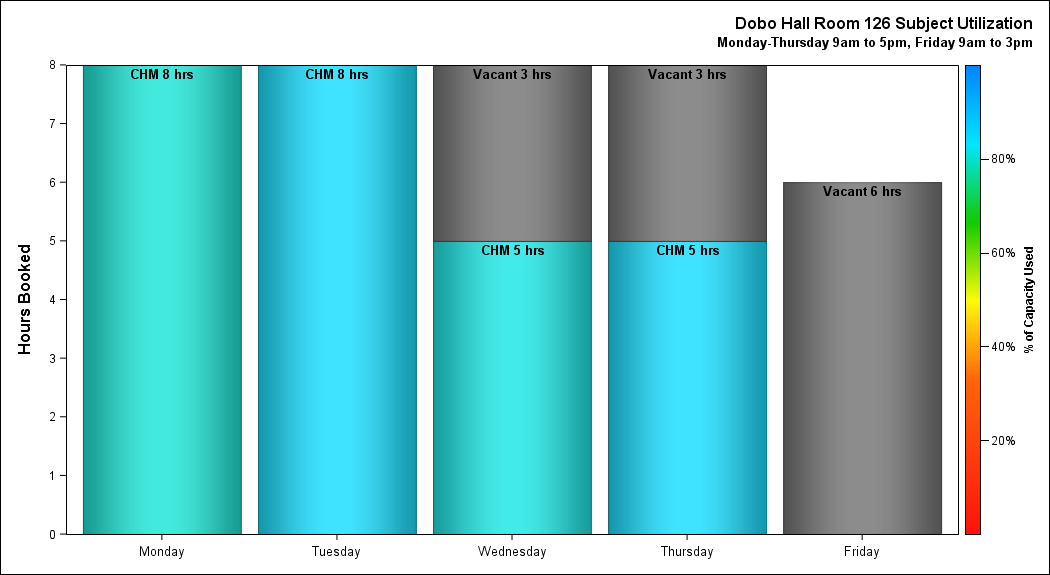 Dobo Hall Room 126 Subject Utilization
Monday-Thursday 9am to 5pm, Friday 9am to 3pm
Hours Booked
8
7
6
5
4
3
2
1
0
CHM 8 hrs
CHM 8 hrs
Vacant 3 hrs
Vacant 3 hrs
Vacant 6 hrs
CHM 5 hrs
CHM 5 hrs
Monday
Tuesday
Wednesday
Thursday
Friday
80%
60%
40%
20%
% of Capacity Used